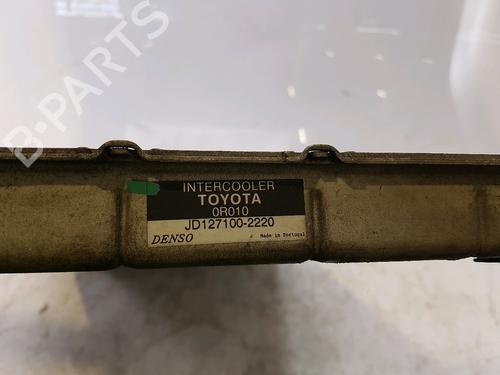 B-PARTS
INTERCOOLER
TOYOTA
0R010
JD127100-2220
DENSO Made in Portugal